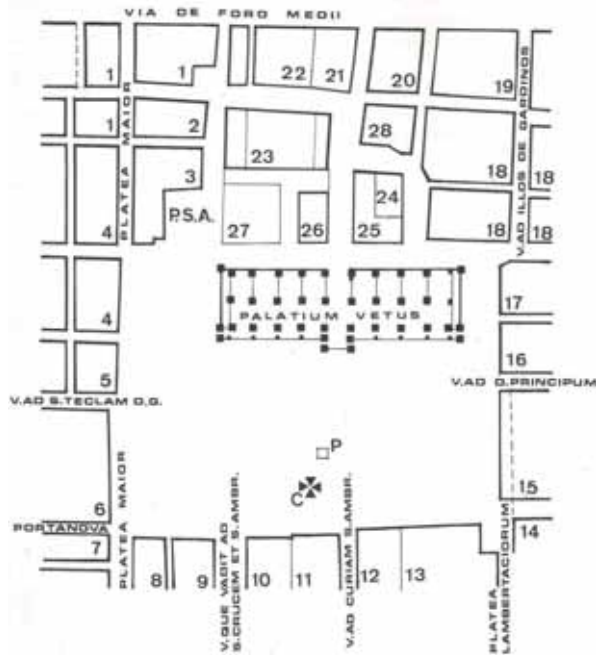 VIA DE FORO MEDII
1 1 22 21 20 19
PLATEA MAIOR
V. AD ILLOS DE GARDINOS
1 2 28
23 18 18
3 24
P.S.A.
4 27 26 25 18 18
17
PALATIUM VETUS
4
16
5
V.AD S.TECLAM D.G.
V.AD D.PRINCIPUM
P
C
15
6
PORTANOVA
14
7
PLATEA MAIOR
8 9 10 11 12 13
V.QUE VADIT AD
S.CRUCEM ET S.AMBR.
V.AD CURIAM S.AMBR.
PLATEA
LAMBERTACIORUM